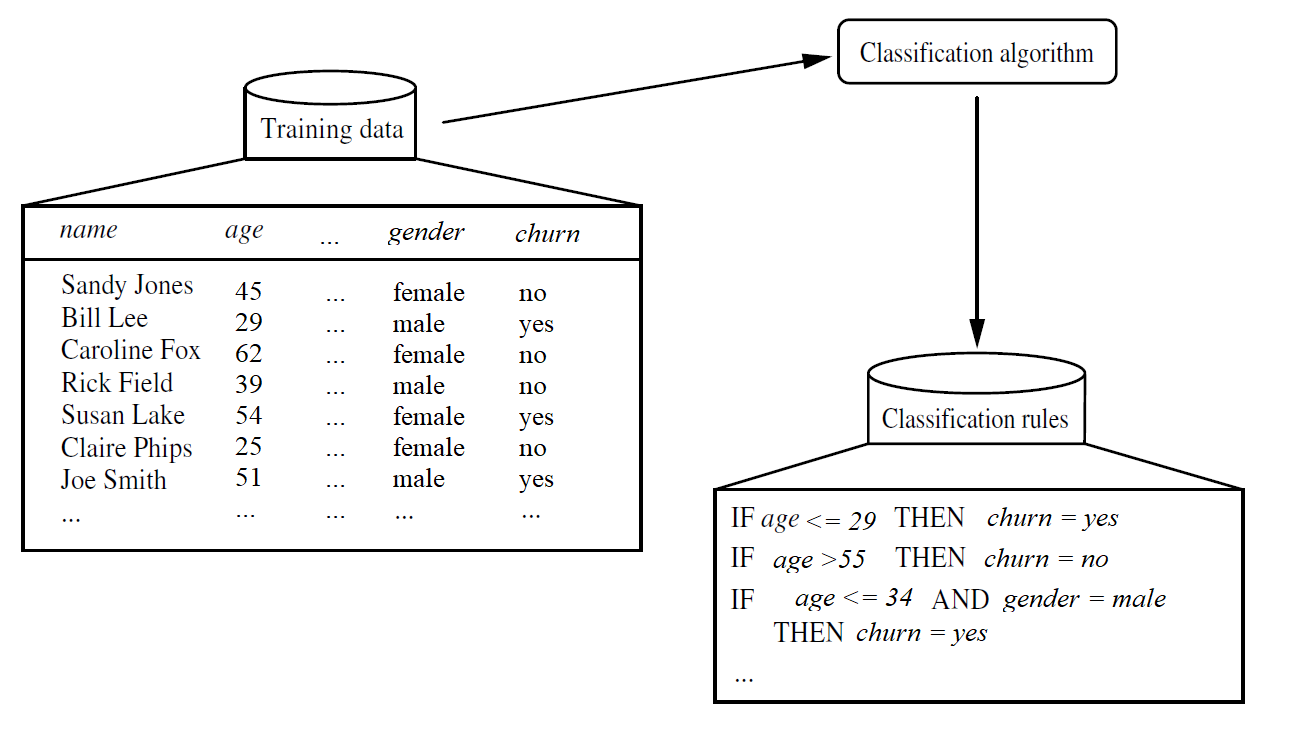 Classification algorithm
Training data
name age ... gender churn
Sandy Jones 45 ... female no
Bill Lee 29 ... male yes
Caroline Fox 62 ... female no
Rick Field 39 ... male no
Susan Lake 54 ... female yes
Claire Phips 25 ... female no
Joe Smith 51 ... male yes
... ... ... ... ...
Classification rules
IF age <= 29 THEN churn = yes
IF age >55 THEN churn = no
IF age <= 34 AND gender = male
THEN churn = yes
...